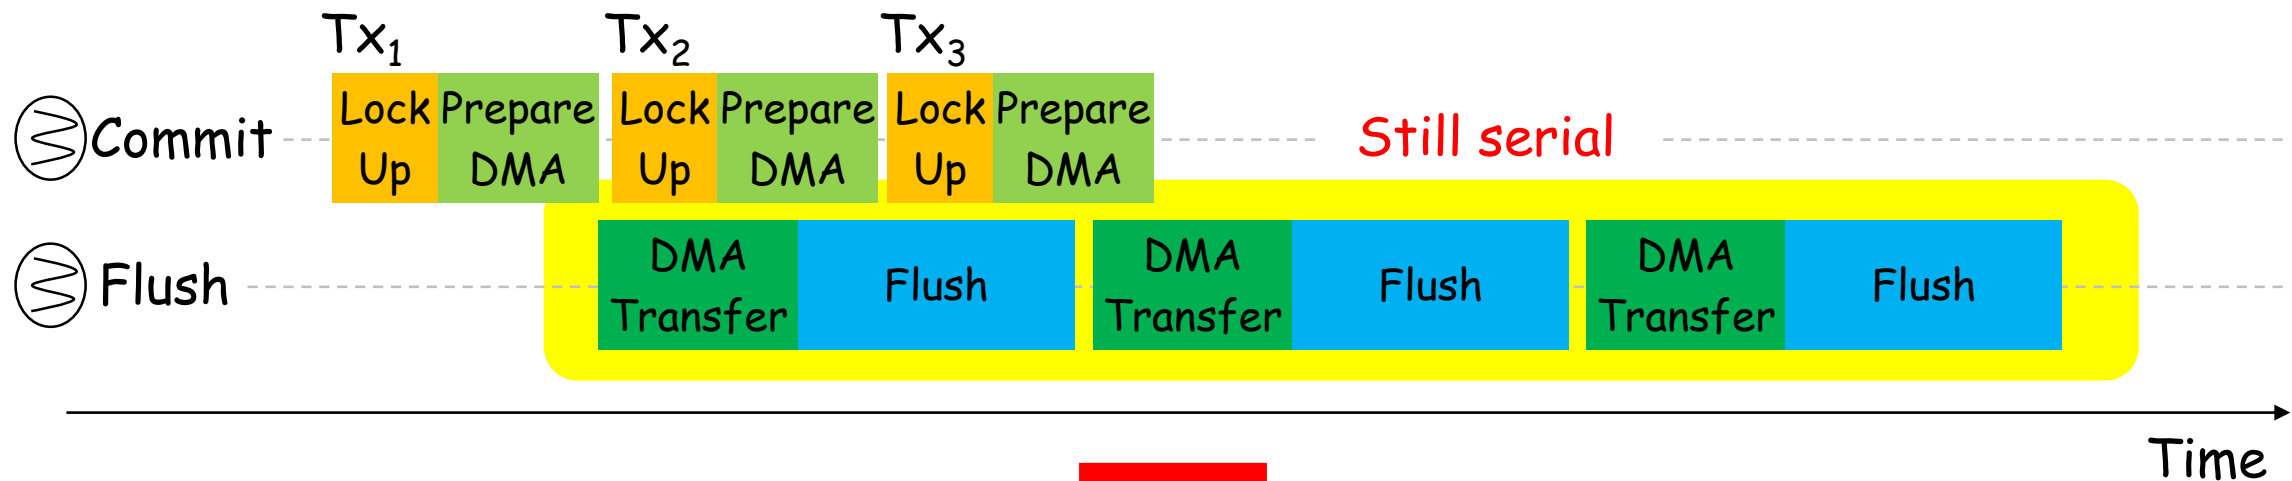 Tx1 Tx2 Tx3
Commit
Lock Up
Prepare DMA
Lock Up
Prepare DMA
Lock Up
Prepare DMA
Still serial
Flush
DMA Transfer
Flush
DMA Transfer
Flush
DMA Transfer
Flush
Time